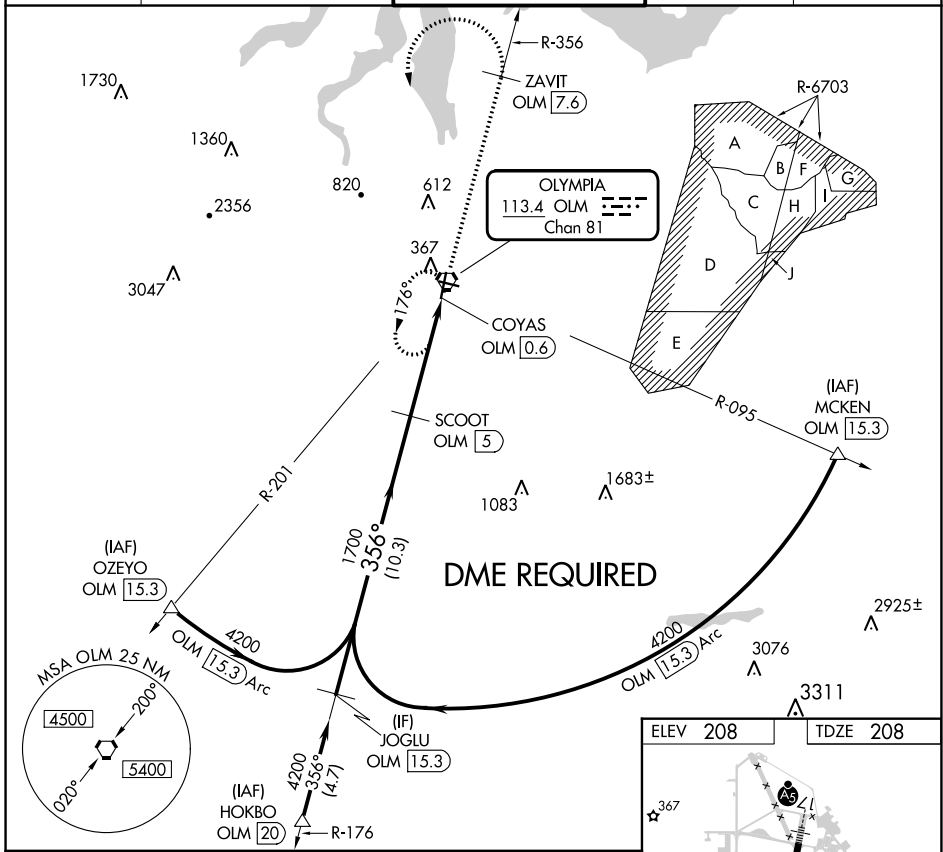 R-356
ZAVIT
OLM 7.6
1730
R-6703
1360
A
B
F
G
820
612
OLYMPIA
113.4 OLM
Chan 81
2356
C
H
I
367
3047
D
J
176°
COYAS
OLM 0.6
E
(IAF)
MCKEN
OLM 15.3
R-095
SCOOT
OLM 5
R-201
1083
1683±
1700
356°
(10.3)
DME REQUIRED
(IAF)
OZEYO
OLM 15.3
4200
OLM 15.3 Arc
4200
OLM 15.3 Arc
2925±
3076
3311
MSA OLM 25 NM
4500
200°
5400
020°
(IF)
JOGLU
OLM 15.3
4200
356°
(4.7)
(IAF)
HOKBO
OLM 20
R-176
ELEV 208
TDZE 208
367
A5
17